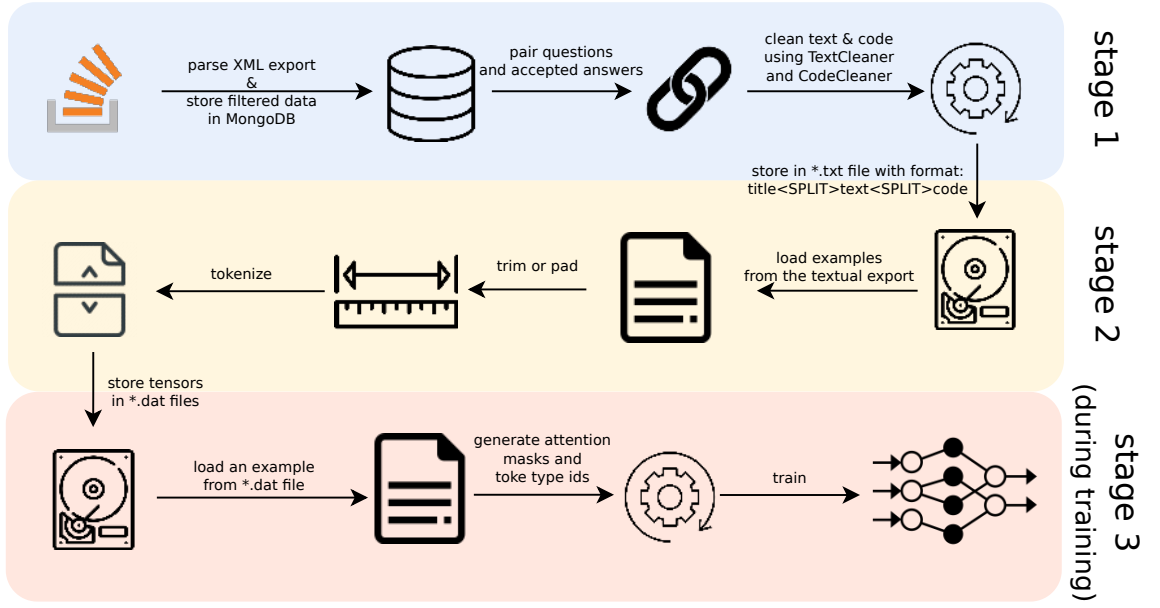 parse XML export
&
store filtered data
in MongoDB
pair questions
and accepted answers
clean text & code
using TextCleaner
and CodeCleaner
stage 1
store in *.txt file with format:
title<SPLIT>text<SPLIT>code
tokenize
trim or pad
load examples
from the textual export
stage 2
store tensors
in *.dat files
load an example
from *.dat file
generate attention
masks and
toke type ids
train
stage 3
(during training)